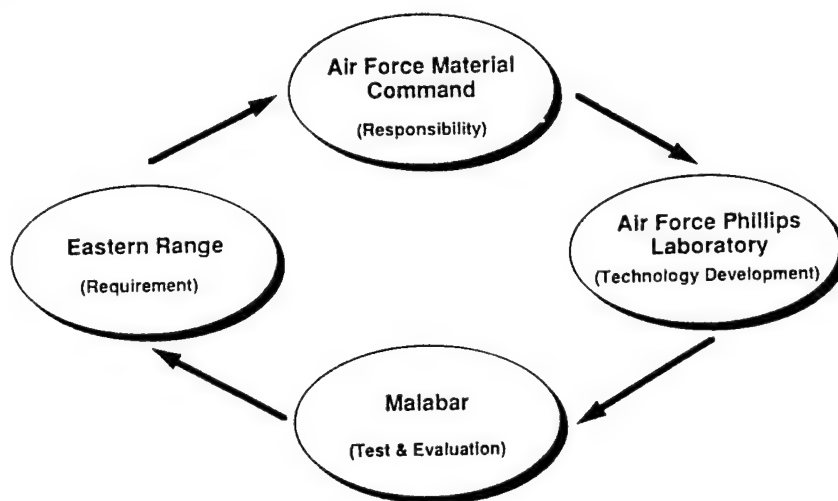 Air Force Material
Command
(Responsibility)
Eastern Range
(Requirement)
Air Force Phillips
Laboratory
(Technology Development)
Malabar
(Test & Evaluation)